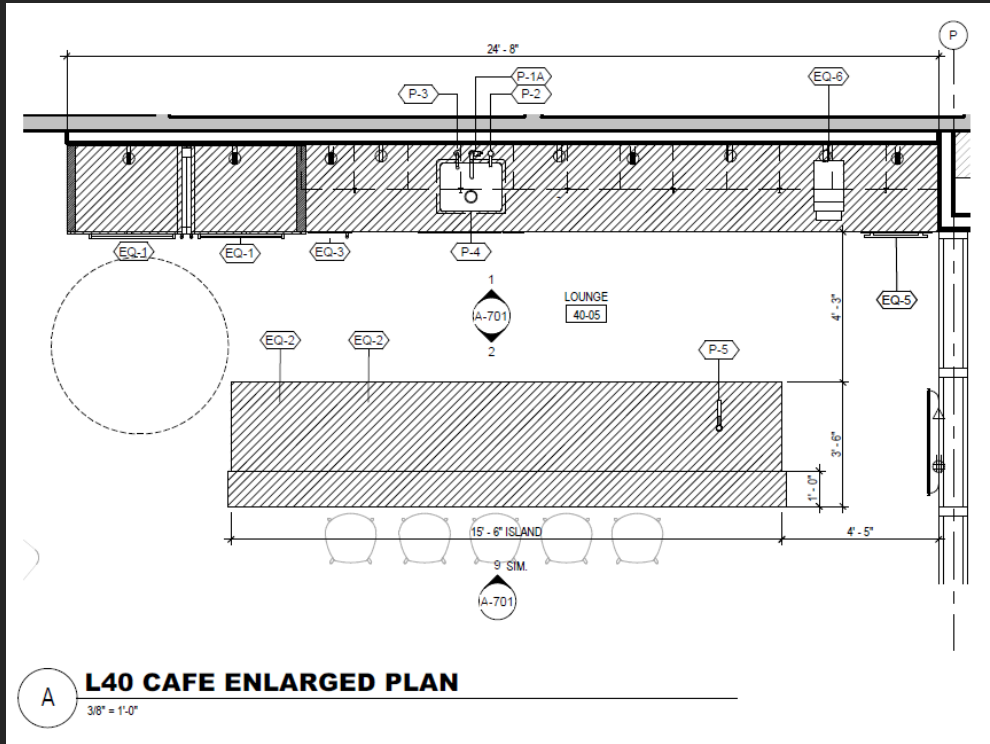 P
24' - 8"
P-1A
P-3
P-2
EQ-6
EQ-1
EQ-1
EQ-3
P-4
1
A-701
2
LOUNGE
40-05
EQ-5
4' - 3"
EQ-2
EQ-2
P-5
3' - 6"
1' - 0"
15' - 6" ISLAND
4' - 5"
9 SIM.
A-701
A
L40 CAFE ENLARGED PLAN
3/8" = 1'-0"